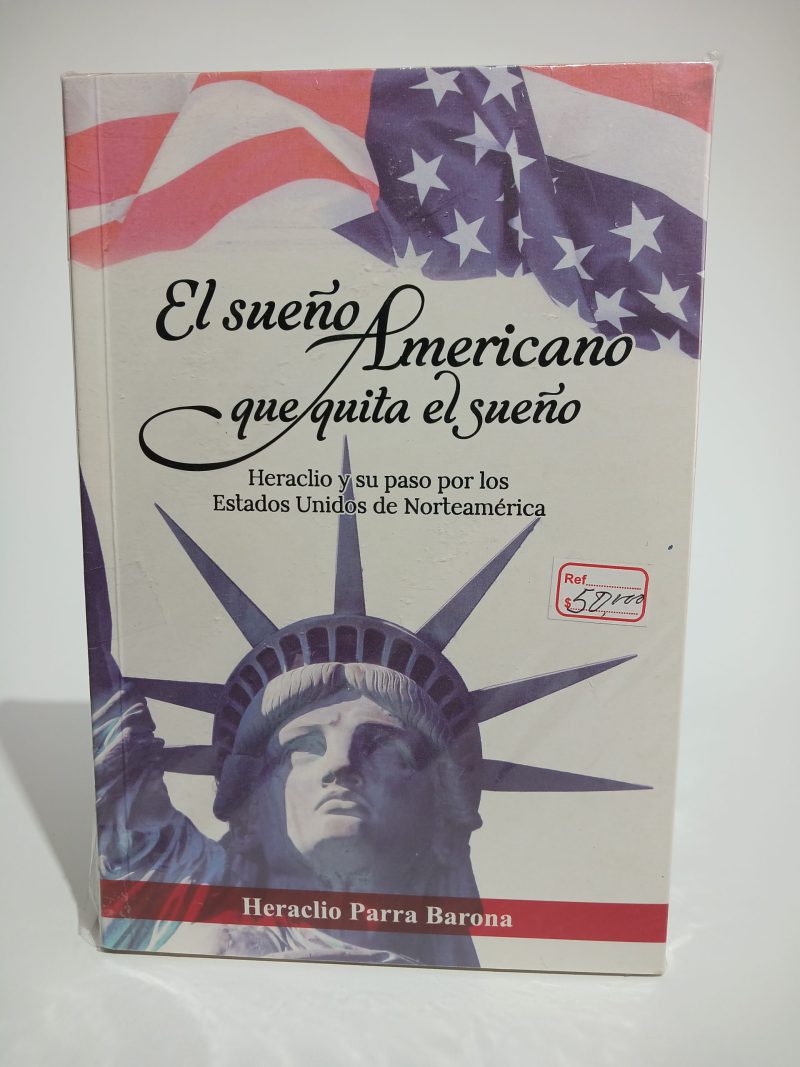 El sueño Americano
que quita el sueño
Heraclio y su paso por los
Estados Unidos de Norteamérica
Ref
$ 50,000
Heraclio Parra Barona